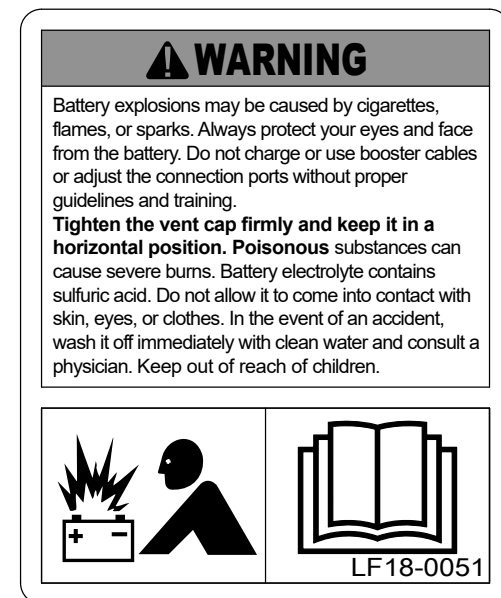 WARNING
Battery explosions may be caused by cigarettes,
flames, or sparks. Always protect your eyes and face
from the battery. Do not charge or use booster cables
or adjust the connection ports without proper
guidelines and training.
Tighten the vent cap firmly and keep it in a
horizontal position. Poisonous substances can
cause severe burns. Battery electrolyte contains
sulfuric acid. Do not allow it to come into contact with
skin, eyes, or clothes. In the event of an accident,
wash it off immediately with clean water and consult a
physician. Keep out of reach of children.
+ −
LF18-0051